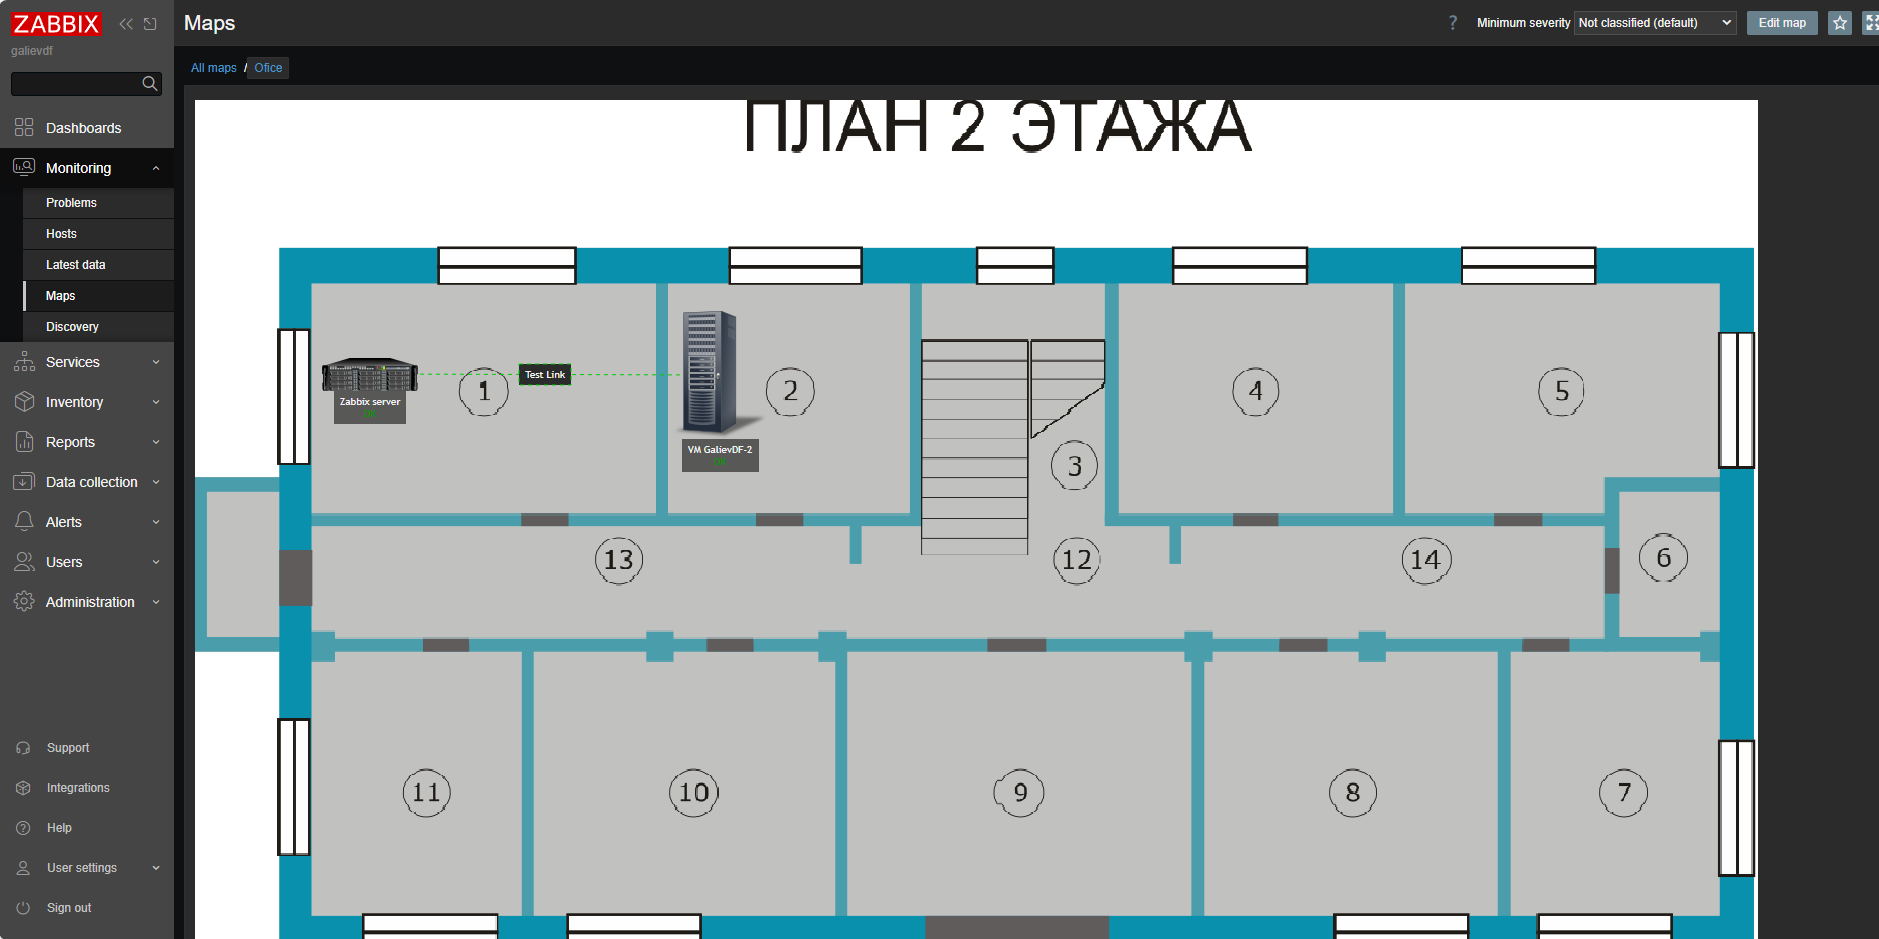 ZABBIX
galievdf
Dashboards
Monitoring
Problems
Hosts
Latest data
Maps
Discovery
Services
Inventory
Reports
Data collection
Alerts
Users
Administration
Support
Integrations
Help
User settings
Sign out
Maps
? Minimum severity Not classified (default) Edit map
All maps / Ofice
ПЛАН 2 ЭТАЖА
Test Link
Zabbix server
OK
VM GalievDF-2
OK
1
2
3
4
5
13
12
14
6
11
10
9
8
7